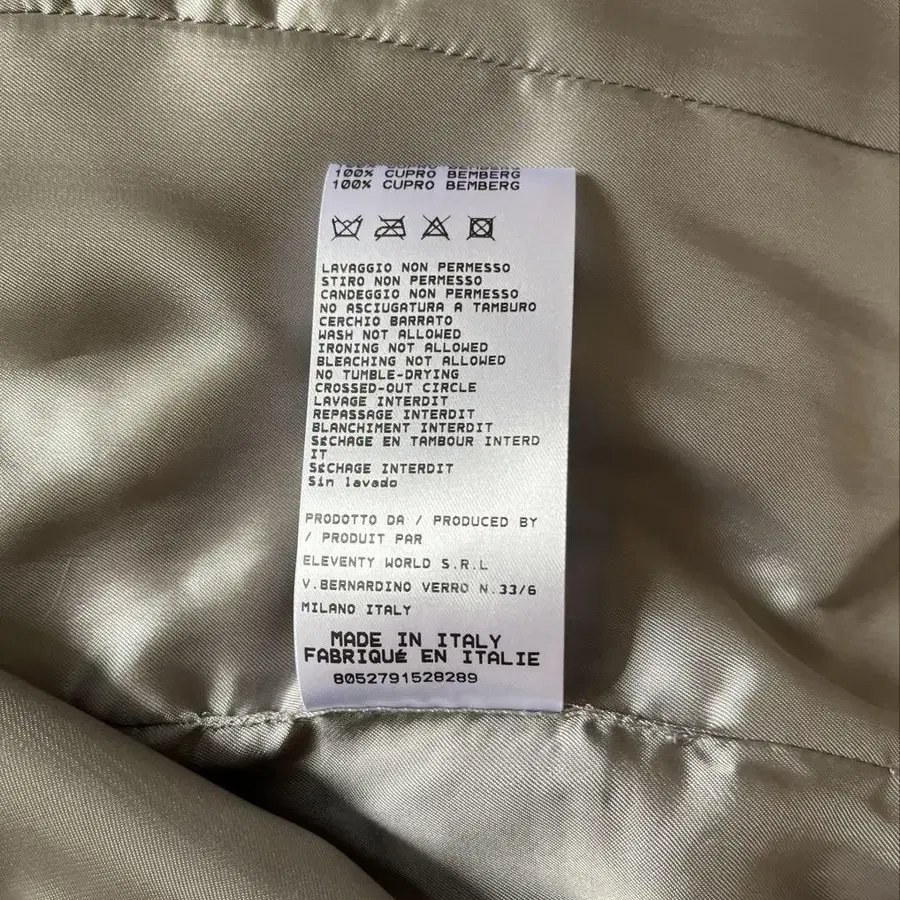 100% CUPRO BEMBERG
100% CUPRO BEMBERG
LAVAGGIO NON PERMESSO
STIRO NON PERMESSO
CANDEGGIO NON PERMESSO
NO ASCIUGATURA A TAMBURO
CERCHIO BARRATO
WASH NOT ALLOWED
IRONING NOT ALLOWED
BLEACHING NOT ALLOWED
NO TUMBLE-DRYING
CROSSED-OUT CIRCLE
LAVAGE INTERDIT
REPASSAGE INTERDIT
BLANCHIMENT INTERDIT
SÉCHAGE EN TAMBOUR INTERD
IT
SÉCHAGE INTERDIT
Sin lavado
PRODOTTO DA / PRODUCED BY
/ PRODUIT PAR
ELEVENTY WORLD S.R.L
V.BERNARDINO VERRO N.33/6
MILANO ITALY
MADE IN ITALY
FABRIQUÉ EN ITALIE
8052791528289